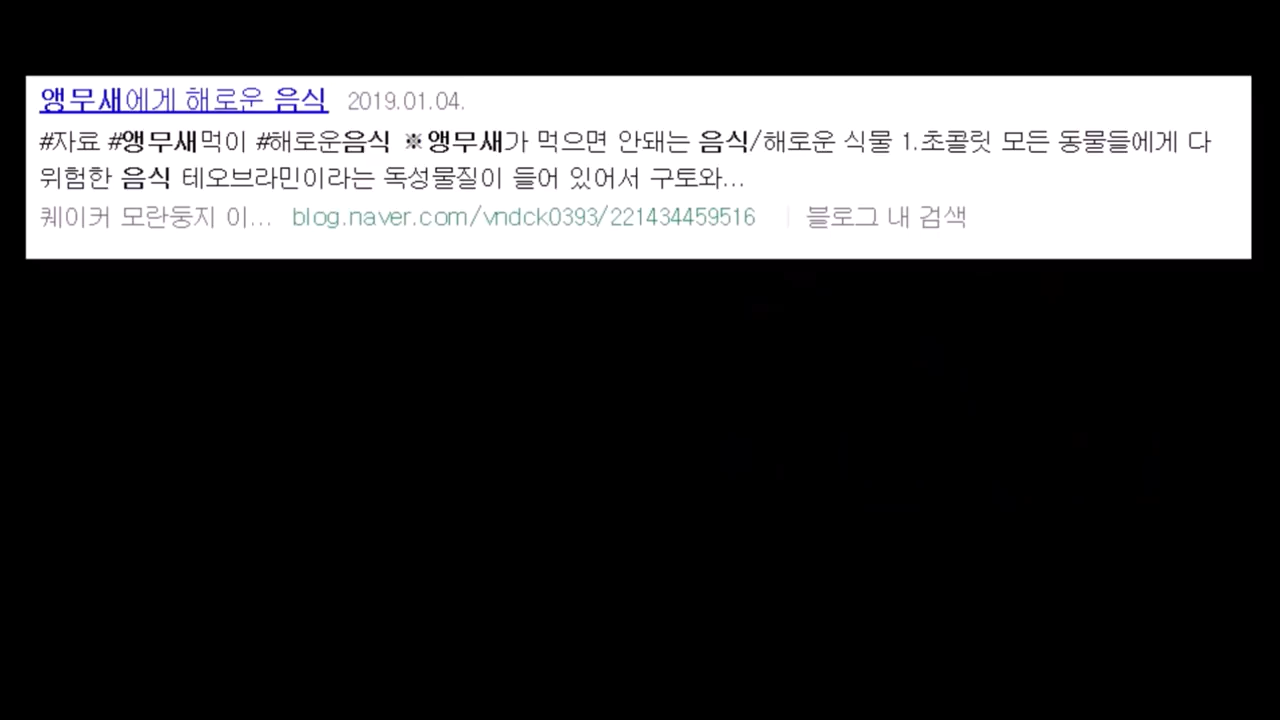 앵무새에게 해로운 음식 2019.01.04.
#자료 #앵무새먹이 #해로운음식 ※앵무새가 먹으면 안돼는 음식/해로운 식물 1.초콜릿 모든 동물들에게 다
위험한 음식 테오브라민이라는 독성물질이 들어 있어서 구토와...
퀘이커 모란둥지 이... blog.naver.com/vndck0393/221434459516 | 블로그 내 검색